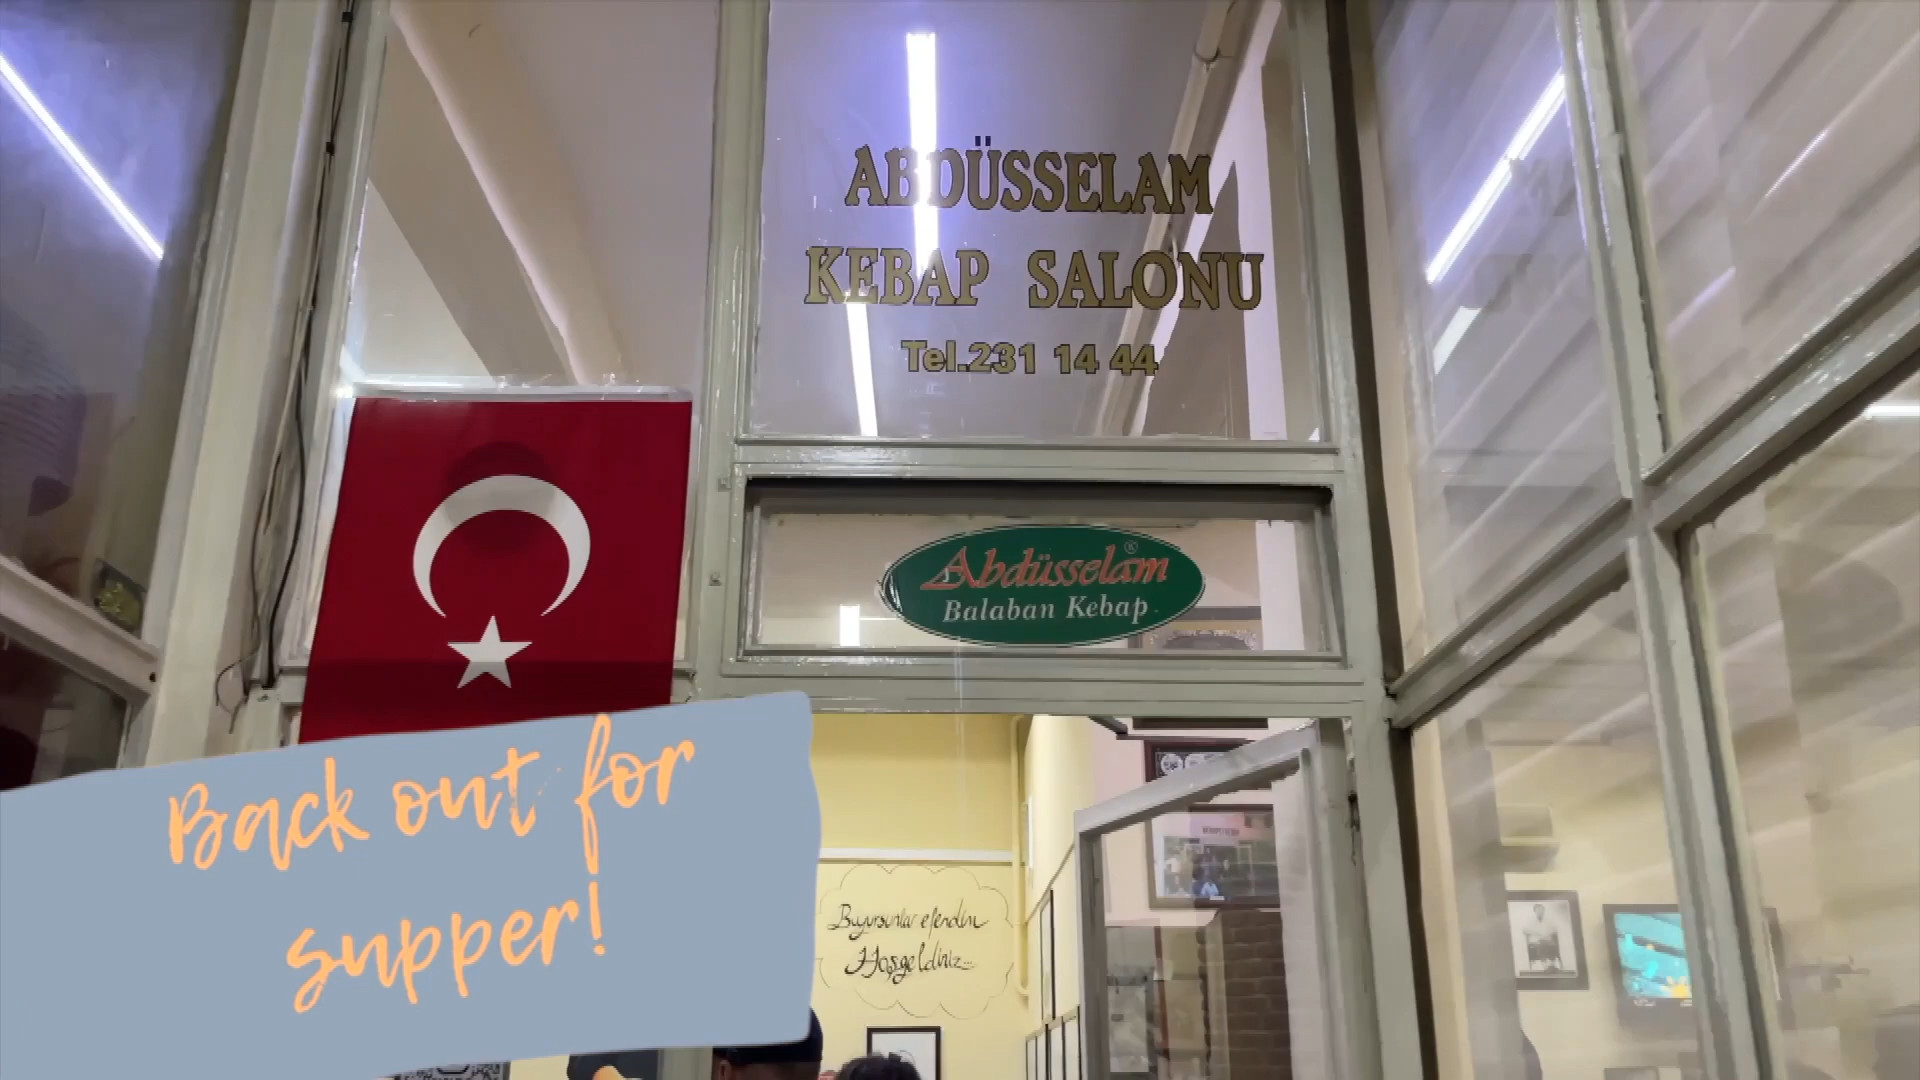 ABDÜSSELAM
KEBAP SALONU
Tel.231 14 44
Abdüsselam®
Balaban Kebap
Back out for
supper!
Buyursunlar efendim
Hoşgeldiniz...